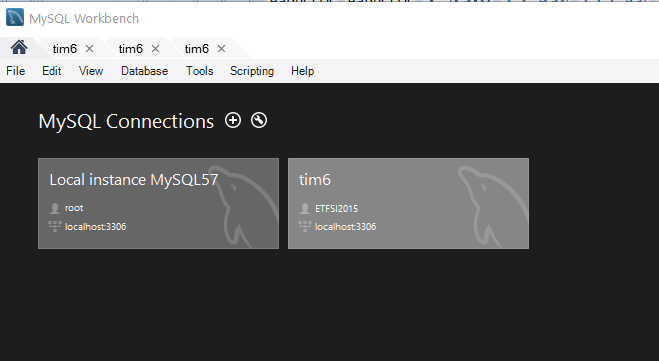 MySQL Workbench
tim6 × tim6 × tim6 ×
File Edit View Database Tools Scripting Help
MySQL Connections
Local instance MySQL57
root
localhost:3306
tim6
ETFSI2015
localhost:3306